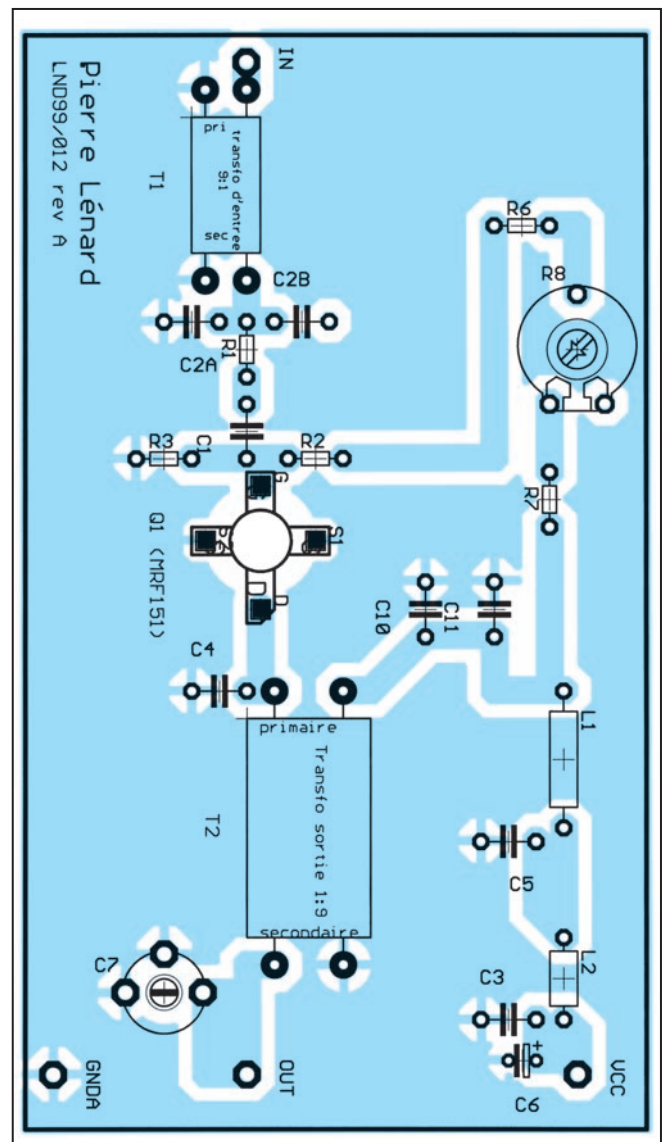 Pierre Lénard
LND99/012 rev A
IN
T1
pri
transfo d'entree
9:1
sec
C2B
C2A
R1
R6
R8
R3
C1
R2
R7
G
S1
D
D
Q1 (MRF151)
C10
C11
C4
L1
primaire
Transfo sortie 1:9
secondaire
T2
C5
L2
C7
C3
+
C6
GNDA
OUT
VCC